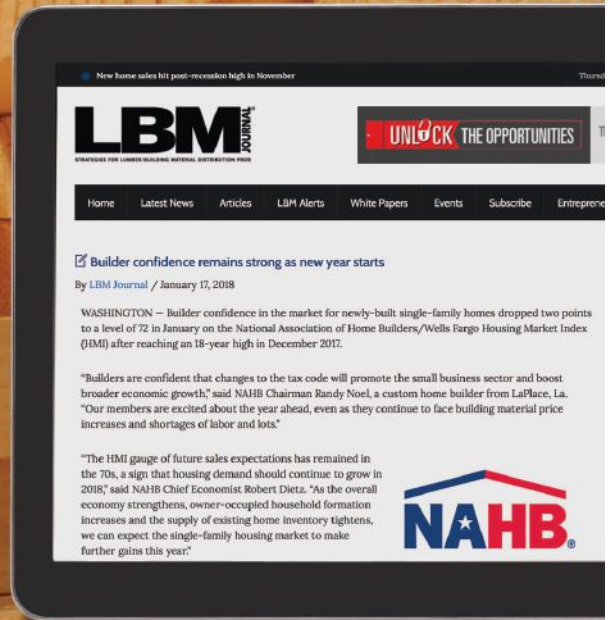 New home sales hit post-recession high in November
Thursd
LBM JOURNAL®
STRATEGIES FOR LUMBER/BUILDING MATERIAL DISTRIBUTION PROS
UNLOCK THE OPPORTUNITIES
Home Latest News Articles LBM Alerts White Papers Events Subscribe Entreprene
Builder confidence remains strong as new year starts
By LBM Journal / January 17, 2018
WASHINGTON — Builder confidence in the market for newly-built single-family homes dropped two points
to a level of 72 in January on the National Association of Home Builders/Wells Fargo Housing Market Index
(HMI) after reaching an 18-year high in December 2017.
"Builders are confident that changes to the tax code will promote the small business sector and boost
broader economic growth," said NAHB Chairman Randy Noel, a custom home builder from LaPlace, La.
"Our members are excited about the year ahead, even as they continue to face building material price
increases and shortages of labor and lots."
"The HMI gauge of future sales expectations has remained in
the 70s, a sign that housing demand should continue to grow in
2018," said NAHB Chief Economist Robert Dietz. "As the overall
economy strengthens, owner-occupied household formation
increases and the supply of existing home inventory tightens,
we can expect the single-family housing market to make
further gains this year."
NAHB®